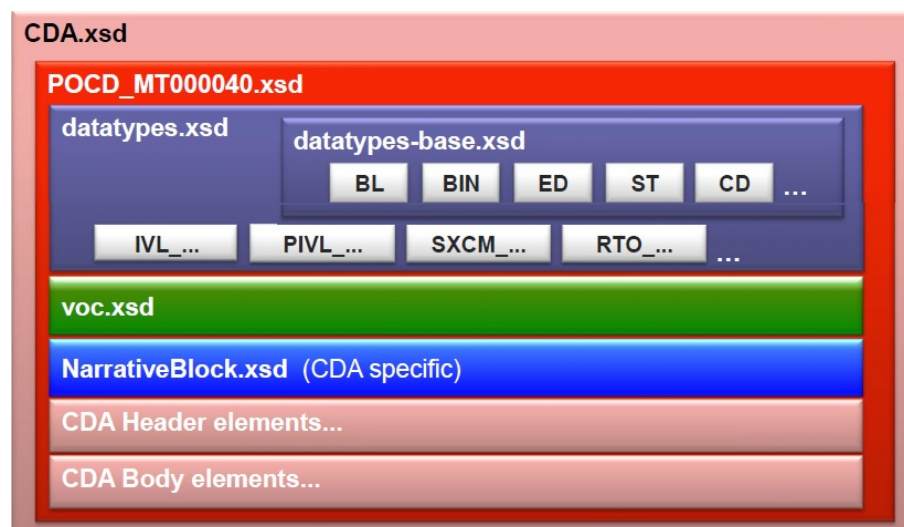 CDA.xsd
POCD_MT000040.xsd
datatypes.xsd
datatypes-base.xsd
BL BIN ED ST CD ...
IVL_... PIVL_... SXCM_... RTO_... ...
voc.xsd
NarrativeBlock.xsd (CDA specific)
CDA Header elements...
CDA Body elements...